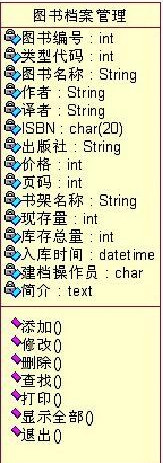 图书档案管理
图书编号 : int
类型代码 : int
图书名称 : String
作者 : String
译者 : String
ISBN : char(20)
出版社 : String
价格 : int
页码 : int
书架名称 : String
现存量 : int
库存总量 : int
入库时间 : datetime
建档操作员 : char
简介 : text
添加()
修改()
删除()
查找()
打印()
显示全部()
退出()